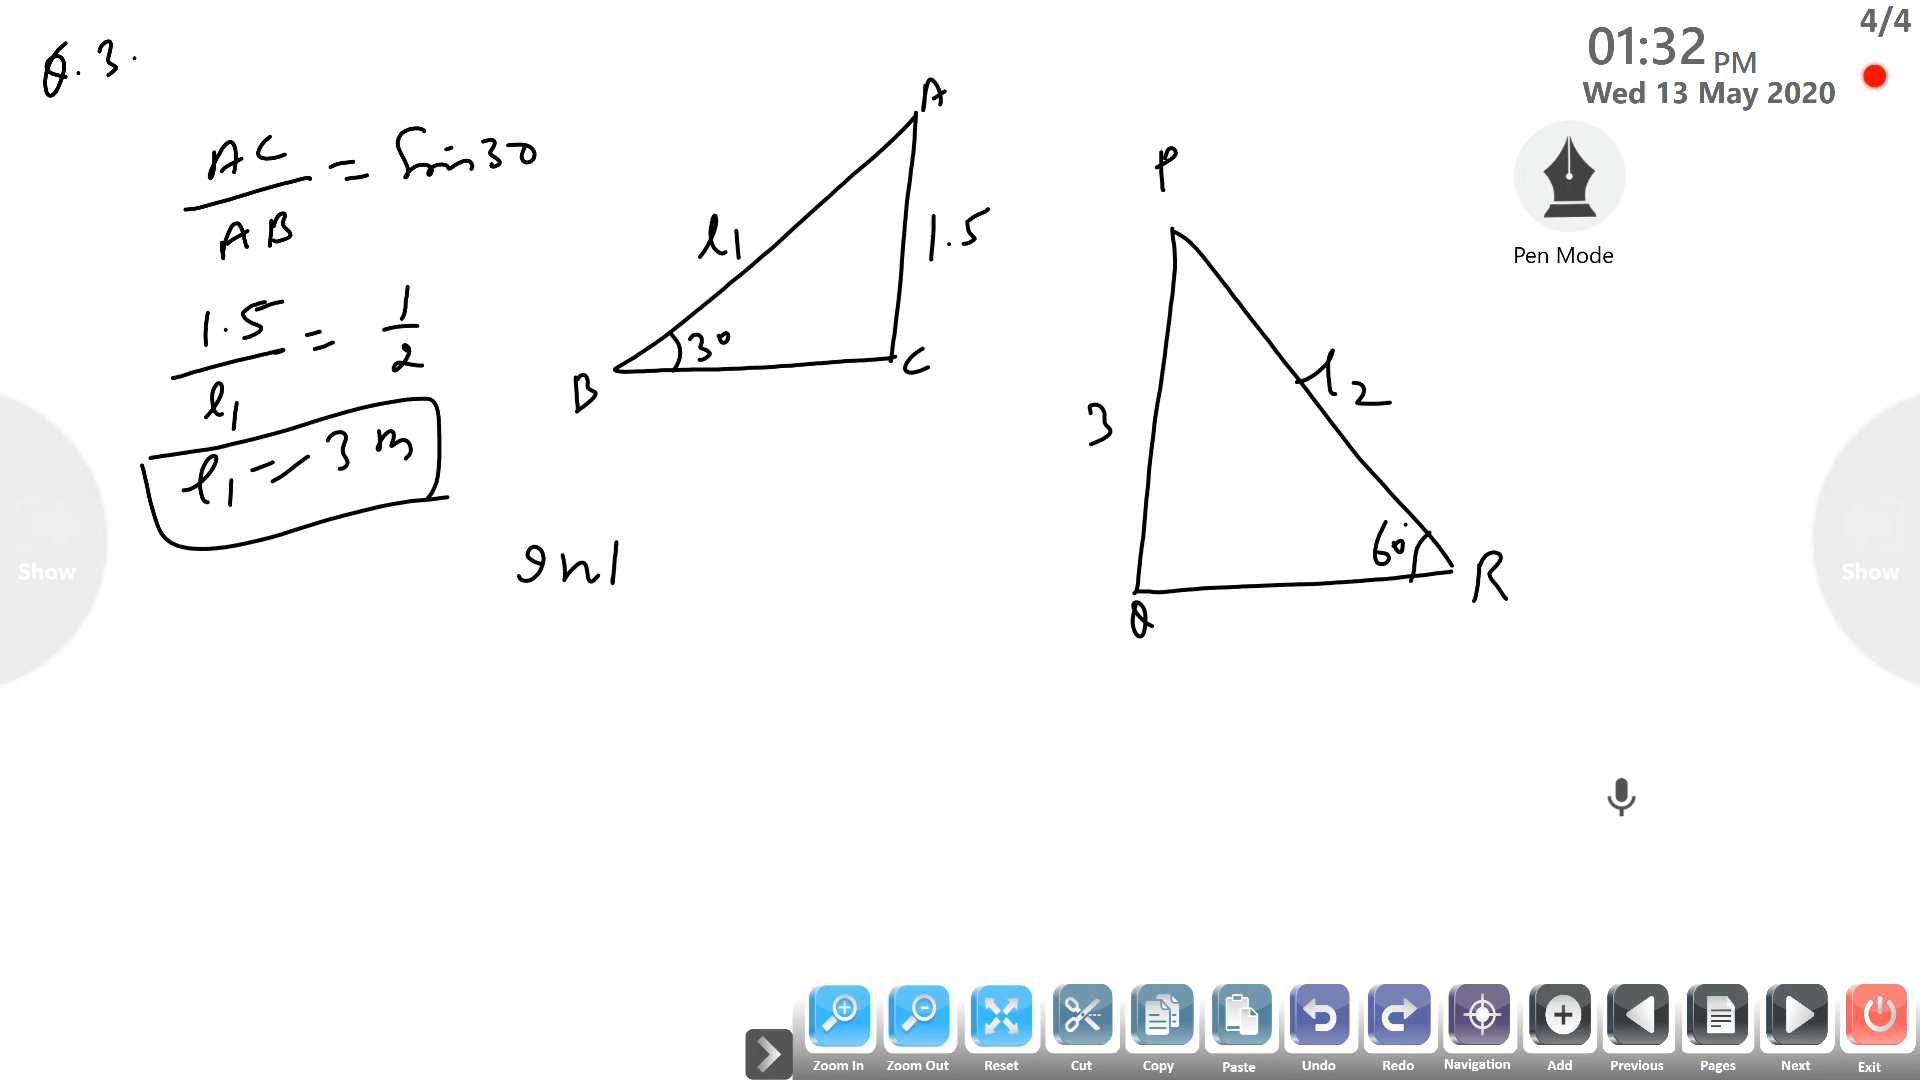 Q.3.
AC/AB = Sin 30
1.5/l1 = 1/2
l1 = 3 m
A
l1
1.5
30
B
C
P
3
l2
60°
Q
R
4/4
01:32 PM
Wed 13 May 2020
Pen Mode
Show
Show
Zoom In Zoom Out Reset Cut Copy Paste Undo Redo Navigation Add Previous Pages Next Exit